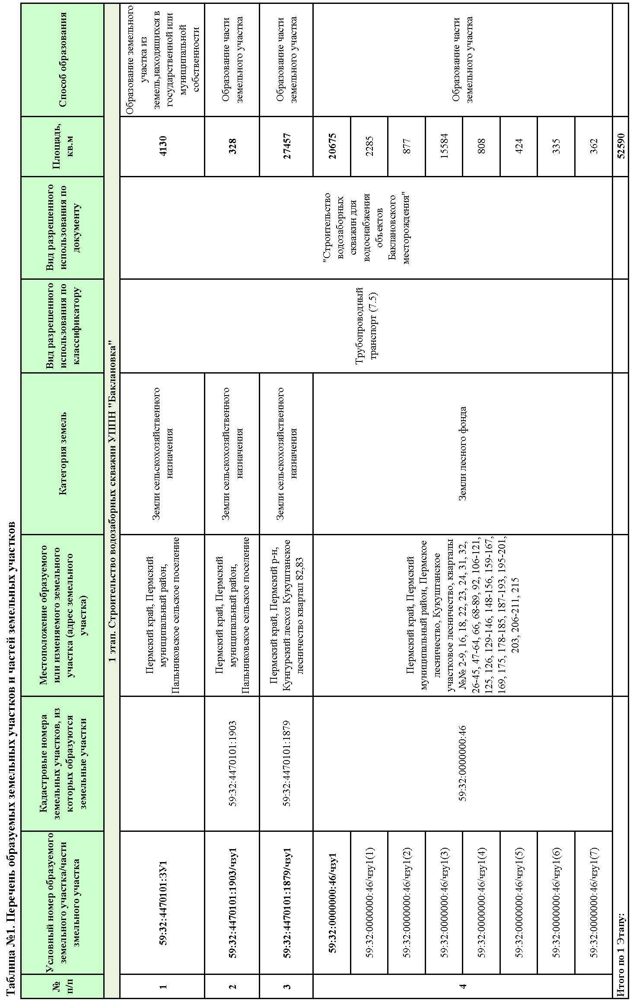 Таблица №1. Перечень образуемых земельных участков и частей земельных участков
№
п/п
Условный номер образуемого
земельного участка/части
змельного участка
Кадастровые номера
земельных участков, из
которых образуются
земельные участки
Местоположение образуемого
или изменяемого земельного
участка (адрес земельного
участка)
Категория земель
Вид разрешенного
использования по
классификатору
Вид разрешенного
использования по
документу
Площадь,
кв.м
Способ образования
1 этап. Строительство водозаборных скважин УППН "Баклановка"
1
59:32:4470101:ЗУ1
Пермский край, Пермский
муниципальный район,
Пальниковское сельское поселение
Земли сельскохозяйственного
назначения
4130
Образование земельного
участка из
земель,находящихся в
государственной или
муниципальной
собственности
2
59:32:4470101:1903/чзу1
59:32:4470101:1903
Пермский край, Пермский
муниципальный район,
Пальниковское сельское поселение
Земли сельскохозяйственного
назначения
328
Образование части
земельного участка
3
59:32:4470101:1879/чзу1
59:32:4470101:1879
Пермский край, Пермский р-н,
Кунгурский лесхоз Кукуштанское
лесничество квартал 82,83
Земли сельскохозяйственного
назначения
27457
Образование части
земельного участка
Трубопроводный
транспорт (7.5)
"Строительство
водозаборных
скважин для
водоснабжения
объектов
Баклановского
месторождения"
4
59:32:0000000:46/чзу1
20675
59:32:0000000:46/чзу1(1)
2285
59:32:0000000:46/чзу1(2)
877
59:32:0000000:46/чзу1(3)
15584
59:32:0000000:46/чзу1(4)
808
59:32:0000000:46/чзу1(5)
424
59:32:0000000:46/чзу1(6)
335
59:32:0000000:46/чзу1(7)
362
59:32:0000000:46
Пермский край, Пермский
муниципальный район, Пермское
лесничество, Кукуштанское
участковое лесничество, кварталы
№№ 2-9, 16, 18, 22, 23, 24, 31, 32,
26-45, 47-64, 66, 68-89, 92, 106-121,
125, 126, 129-146, 148-156, 159-167,
169, 175, 178-185, 187-193, 195-201,
203, 206-211, 215
Земли лесного фонда
Образование части
земельного участка
Итого по 1 Этапу:
52590